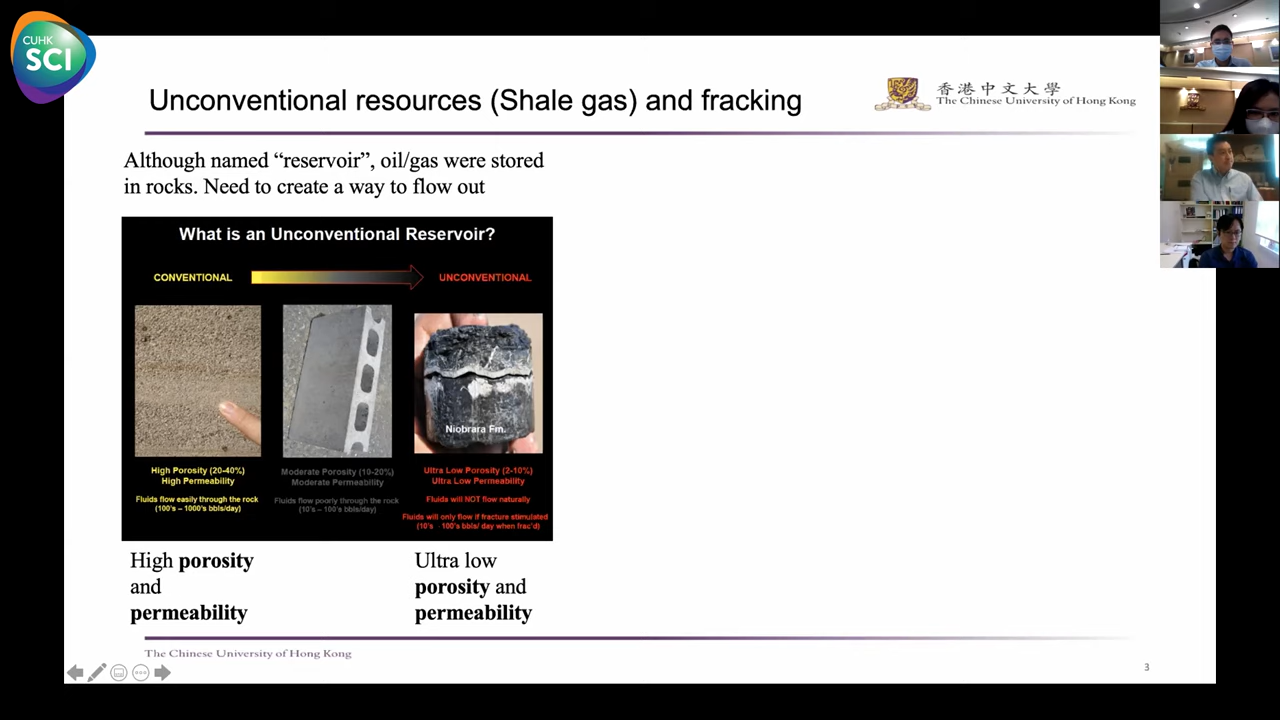 CUHK
SCI
Unconventional resources (Shale gas) and fracking
香港中文大學
The Chinese University of Hong Kong
Although named “reservoir”, oil/gas were stored
in rocks. Need to create a way to flow out
What is an Unconventional Reservoir?
CONVENTIONAL
UNCONVENTIONAL
Niobrara Fm.
High Porosity (20-40%)
High Permeability
Fluids flow easily through the rock
(100's – 1000's bbls/day)
Moderate Porosity (10-20%)
Moderate Permeability
Fluids flow poorly through the rock
(10's – 100's bbls/day)
Ultra Low Porosity (2-10%)
Ultra Low Permeability
Fluids will NOT flow naturally
Fluids will only flow if fracture stimulated
(10's 100's bbls/ day when frac'd)
High porosity
and
permeability
Ultra low
porosity and
permeability
The Chinese University of Hong Kong
3